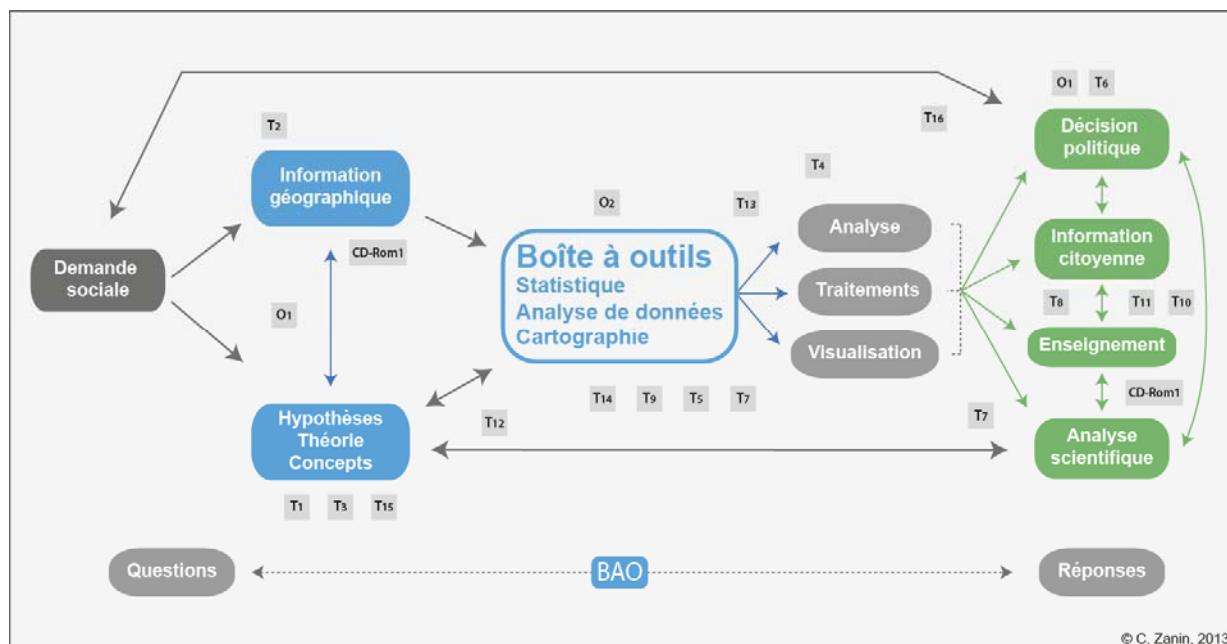 O1 T6
T16
Décision
politique
T2
Information
géographique
T4
O2
T13
Boîte à outils
Statistique
Analyse de données
Cartographie
Analyse
Traitements
Visualisation
Information
citoyenne
CD-Rom1
Demande
sociale
O1
T8 T11 T10
Enseignement
CD-Rom1
T14 T9 T5 T7
Hypothèses
Théorie
Concepts
T12
T7
Analyse
scientifique
T1 T3 T15
Questions
BAO
Réponses
© C. Zanin, 2013